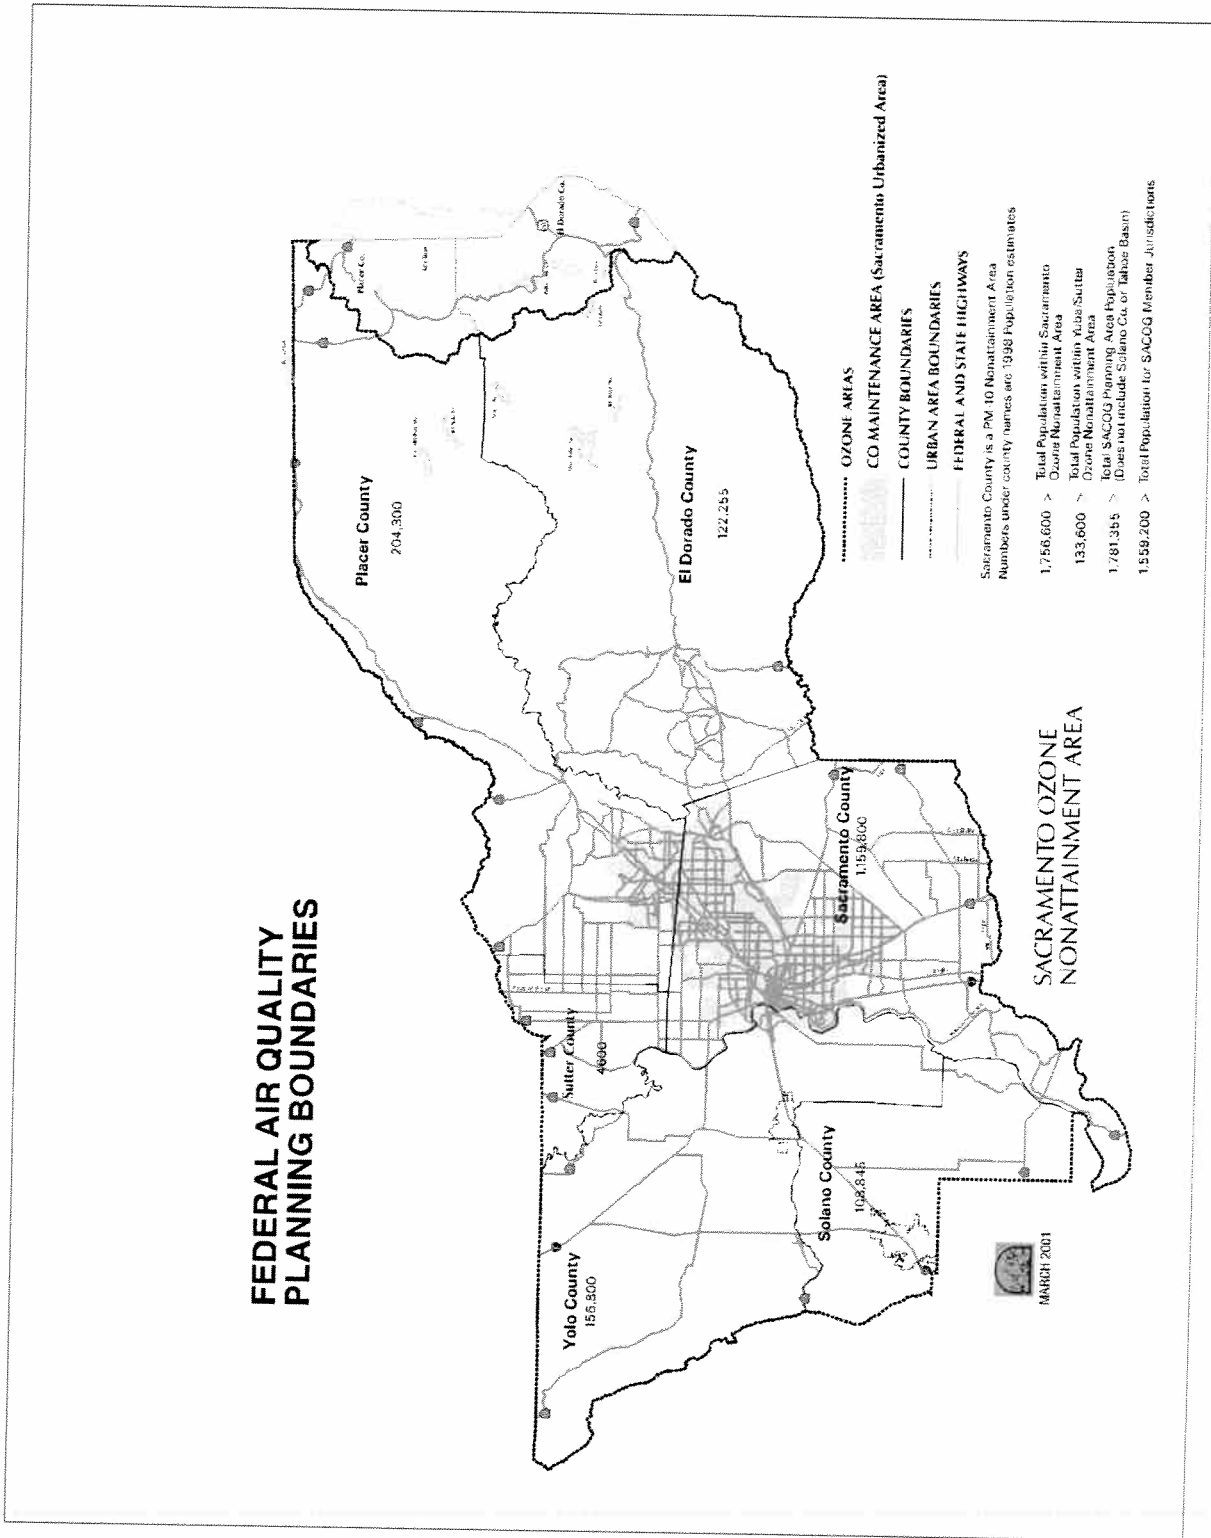 FEDERAL AIR QUALITY
PLANNING BOUNDARIES
Placer Co.
El Dorado Co.
Placer County
204,300
El Dorado County
122,255
Sutter County
4600
Sacramento County
1,159,800
Yolo County
156,800
Solano County
108,845
OZONE AREAS
CO MAINTENANCE AREA (Sacramento Urbanized Area)
COUNTY BOUNDARIES
URBAN AREA BOUNDARIES
FEDERAL AND STATE HIGHWAYS
Sacramento County is a PM-10 Nonattainment Area
Numbers under county names are 1998 Population estimates
1,756,600 > Total Population within Sacramento
Ozone Nonattainment Area
133,600 > Total Population within Yuba/Sutter
Ozone Nonattainment Area
1,781,355 > Total SACOG Planning Area Popluation
(Does not include Solano Co. or Tahoe Basin)
1,559,200 > Total Population for SACOG Member Jurisdictions
SACRAMENTO OZONE
NONATTAINMENT AREA
MARCH 2001